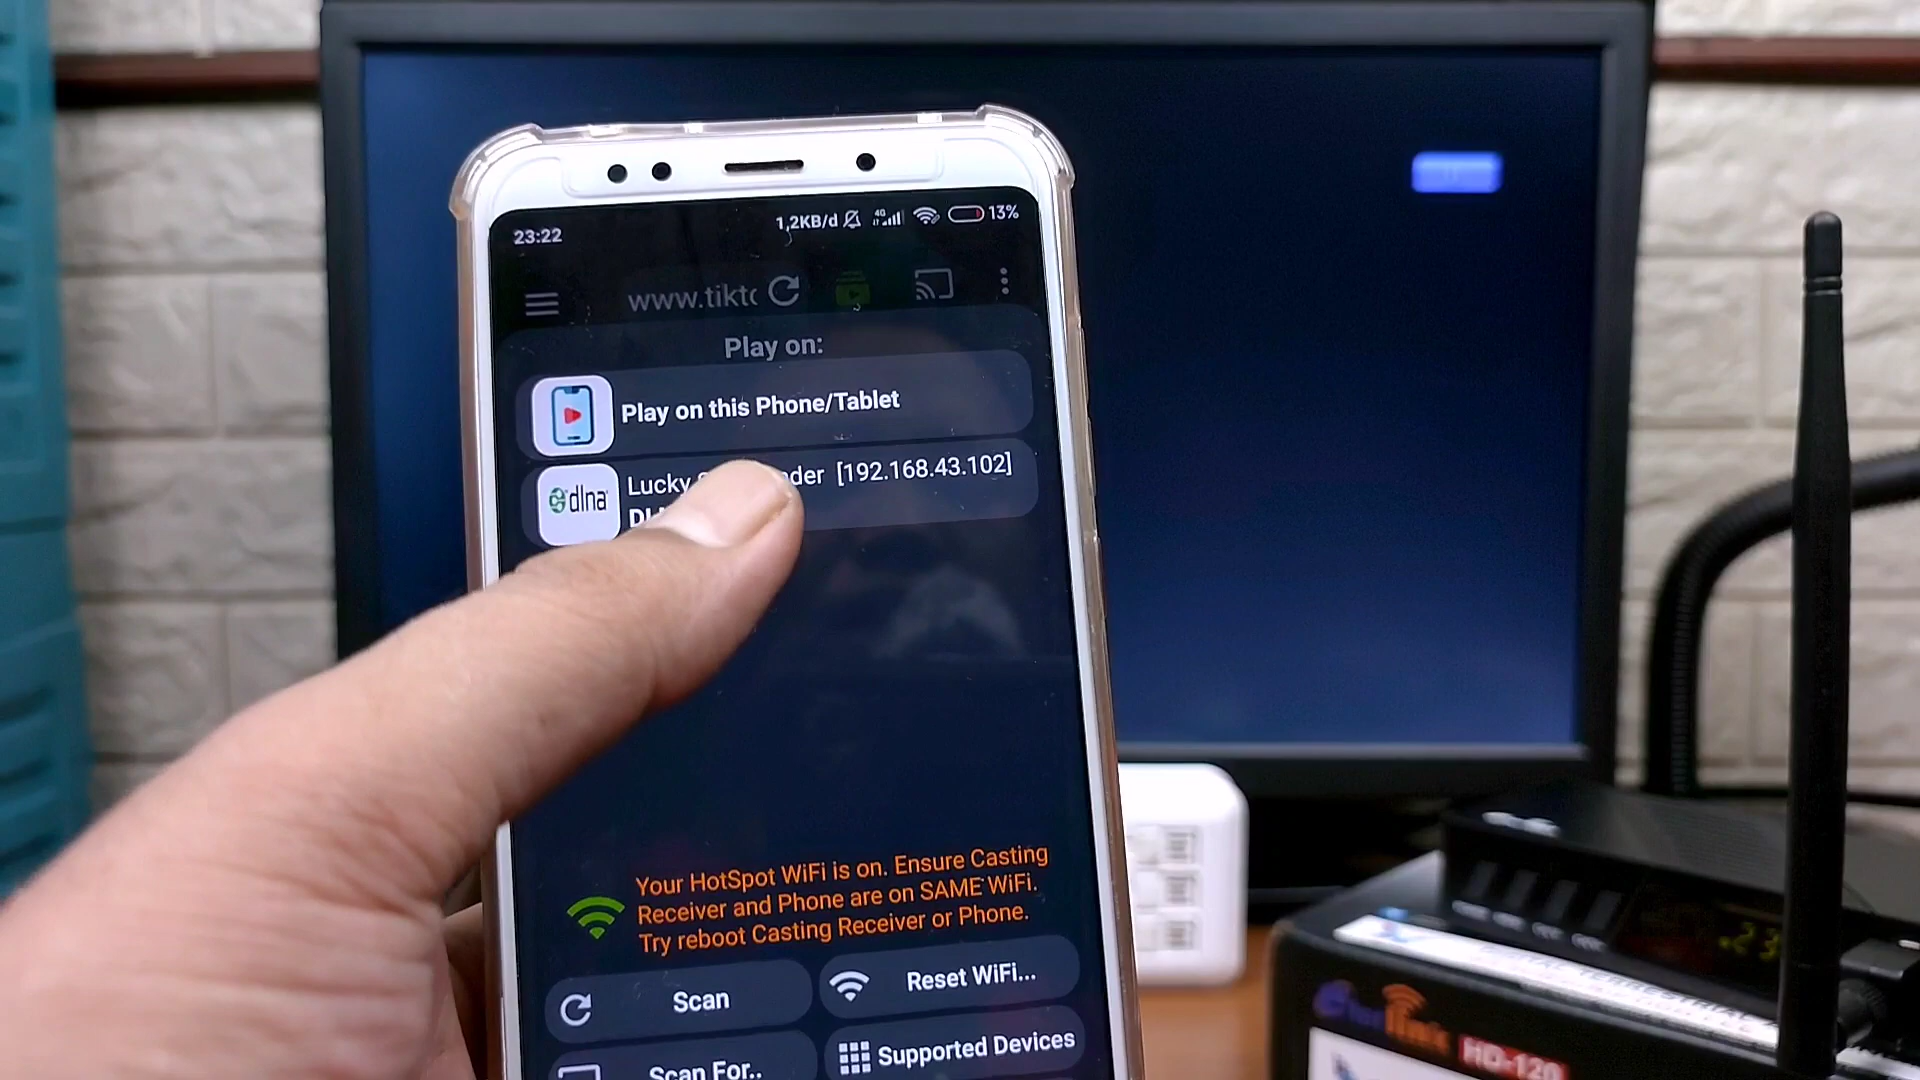 23:22
1,2KB/d
4G
13%
www.tikto
Play on:
Play on this Phone/Tablet
Lucky
der [192.168.43.102]
dlna
Your HotSpot WiFi is on. Ensure Casting
Receiver and Phone are on SAME WiFi.
Try reboot Casting Receiver or Phone.
Scan
Reset WiFi...
Scan For..
Supported Devices
HD-120